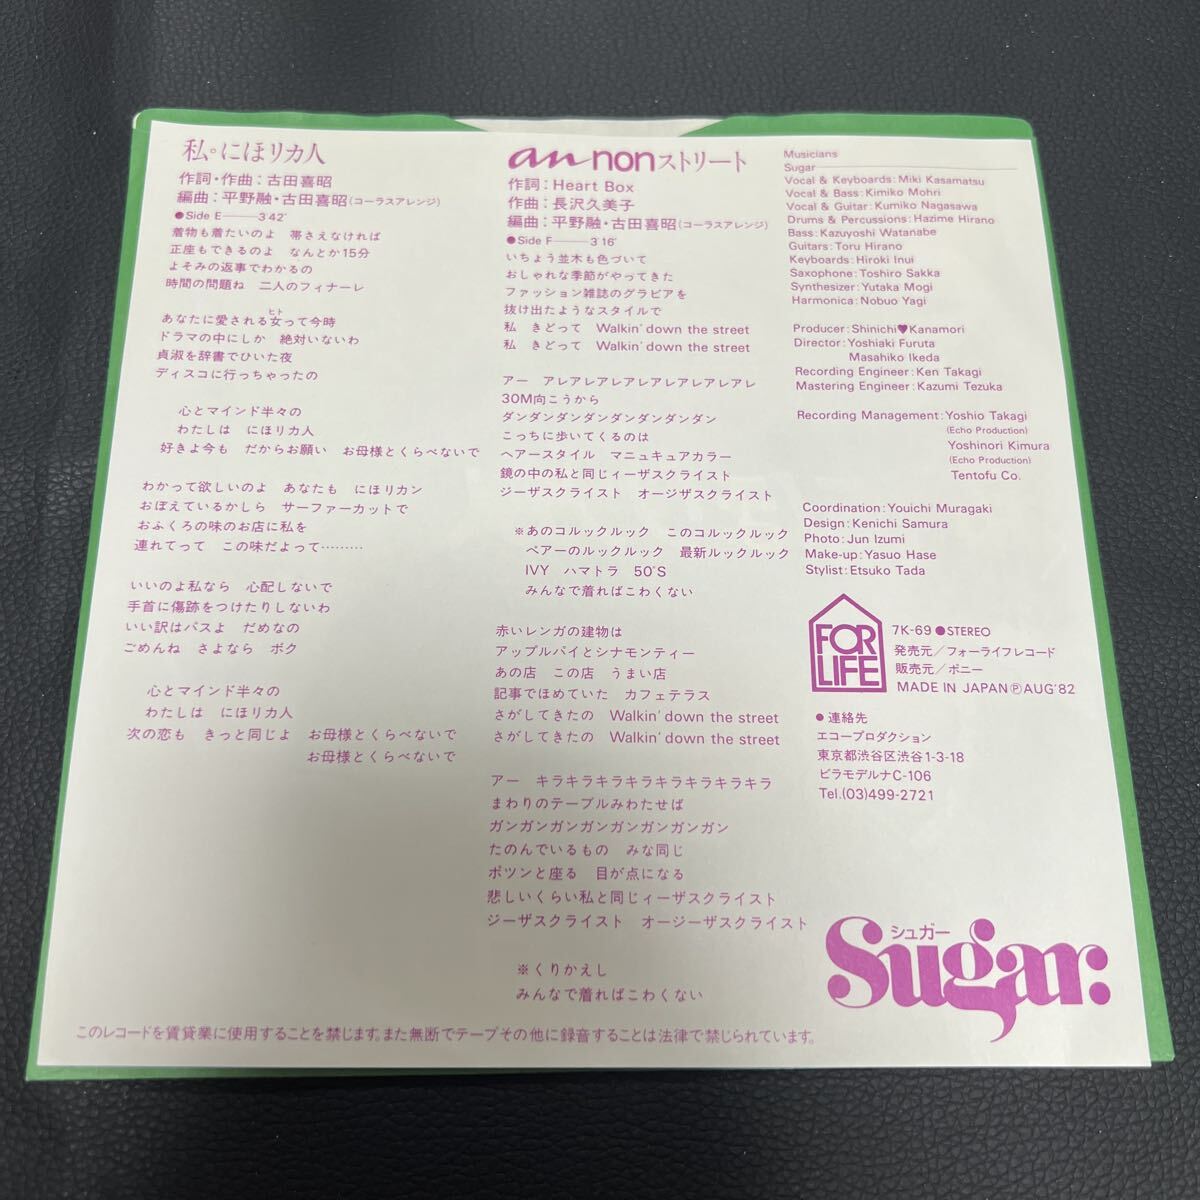 私。にほリカ人
作詞・作曲：古田喜昭
編曲：平野融・古田喜昭(コーラスアレンジ)
●Side E——3'42"
着物も着たいのよ　帯さえなければ
正座もできるのよ　なんとか15分
よそみの返事でわかるの
時間の問題ね　二人のフィナーレ
ヒト
あなたに愛される女って今時
ドラマの中にしか　絶対いないわ
貞淑を辞書でひいた夜
ディスコに行っちゃったの
心とマインド半々の
わたしは　にほリカ人
好きよ今も　だからお願い　お母様とくらべないで
わかって欲しいのよ　あなたも　にほリカン
おぼえているかしら　サーファーカットで
おふくろの味のお店に私を
連れてって　この味だよって………
いいのよ私なら　心配しないで
手首に傷跡をつけたりしないわ
いい訳はパスよ　だめなの
ごめんね　さよなら　ボク
心とマインド半々の
わたしは　にほリカ人
次の恋も　きっと同じよ　お母様とくらべないで
お母様とくらべないで
an nonストリート
作詞：Heart Box
作曲：長沢久美子
編曲：平野融・古田喜昭(コーラスアレンジ)
●Side F——3'16"
いちょう並木も色づいて
おしゃれな季節がやってきた
ファッション雑誌のグラビアを
抜け出たようなスタイルで
私　きどって　Walkin' down the street
私　きどって　Walkin' down the street
アー　アレアレアレアレアレアレアレアレ
30M向こうから
ダンダンダンダンダンダンダンダン
こっちに歩いてくるのは
ヘアースタイル　マニュキュアカラー
鏡の中の私と同じィーザスクライスト
ジーザスクライスト　オージザスクライスト
※あのコルックルック　このコルックルック
ペアーのルックルック　最新ルックルック
IVY　ハマトラ　50'S
みんなで着ればこわくない
赤いレンガの建物は
アップルパイとシナモンティー
あの店　この店　うまい店
記事でほめていた　カフェテラス
さがしてきたの　Walkin' down the street
さがしてきたの　Walkin' down the street
アー　キラキラキラキラキラキラキラキラ
まわりのテーブルみわたせば
ガンガンガンガンガンガンガンガン
たのんでいるもの　みな同じ
ポツンと座る　目が点になる
悲しいくらい私と同じィーザスクライスト
ジーザスクライスト　オージーザスクライスト
※くりかえし
みんなで着ればこわくない
Musicians
Sugar
Vocal & Keyboards: Miki Kasamatsu
Vocal & Bass: Kimiko Mohri
Vocal & Guitar: Kumiko Nagasawa
Drums & Percussions: Hazime Hirano
Bass: Kazuyoshi Watanabe
Guitars: Toru Hirano
Keyboards: Hiroki Inui
Saxophone: Toshiro Sakka
Synthesizer: Yutaka Mogi
Harmonica: Nobuo Yagi
Producer: Shinichi♥Kanamori
Director: Yoshiaki Furuta
Masahiko Ikeda
Recording Engineer: Ken Takagi
Mastering Engineer: Kazumi Tezuka
Recording Management: Yoshio Takagi
(Echo Production)
Yoshinori Kimura
(Echo Production)
Tentofu Co.
Coordination: Youichi Muragaki
Design: Kenichi Samura
Photo: Jun Izumi
Make-up: Yasuo Hase
Stylist: Etsuko Tada
FOR LIFE
7K-69 ●STEREO
発売元／フォーライフレコード
販売元／ポニー
MADE IN JAPAN Ⓟ AUG'82
●連絡先
エコープロダクション
東京都渋谷区渋谷1-3-18
ビラモデルナC-106
Tel.(03)499-2721
シュガー
Sugar:
このレコードを賃貸業に使用することを禁じます。また無断でテープその他に録音することは法律で禁じられています。